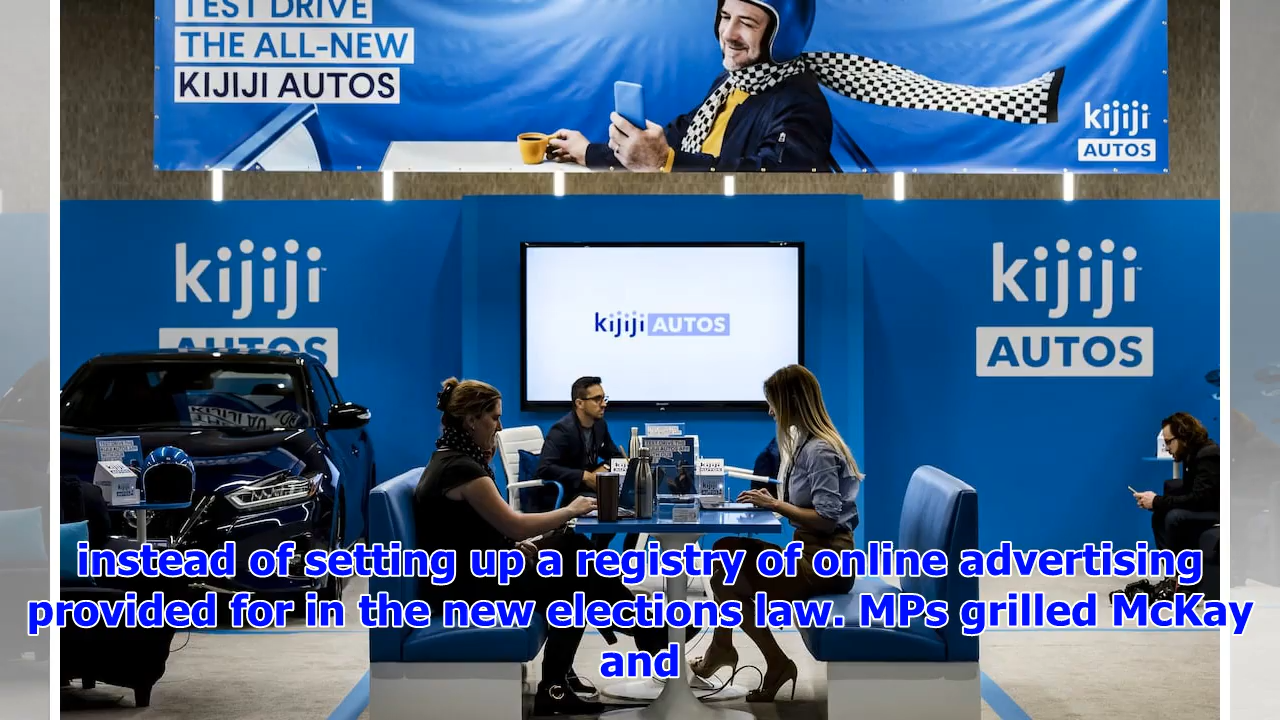 TEST DRIVE
THE ALL-NEW
KIJIJI AUTOS
kijiji
AUTOS
kijiji
AUTOS
kijiji AUTOS
kijiji
AUTOS
instead of setting up a registry of online advertising
provided for in the new elections law. MPs grilled McKay
and